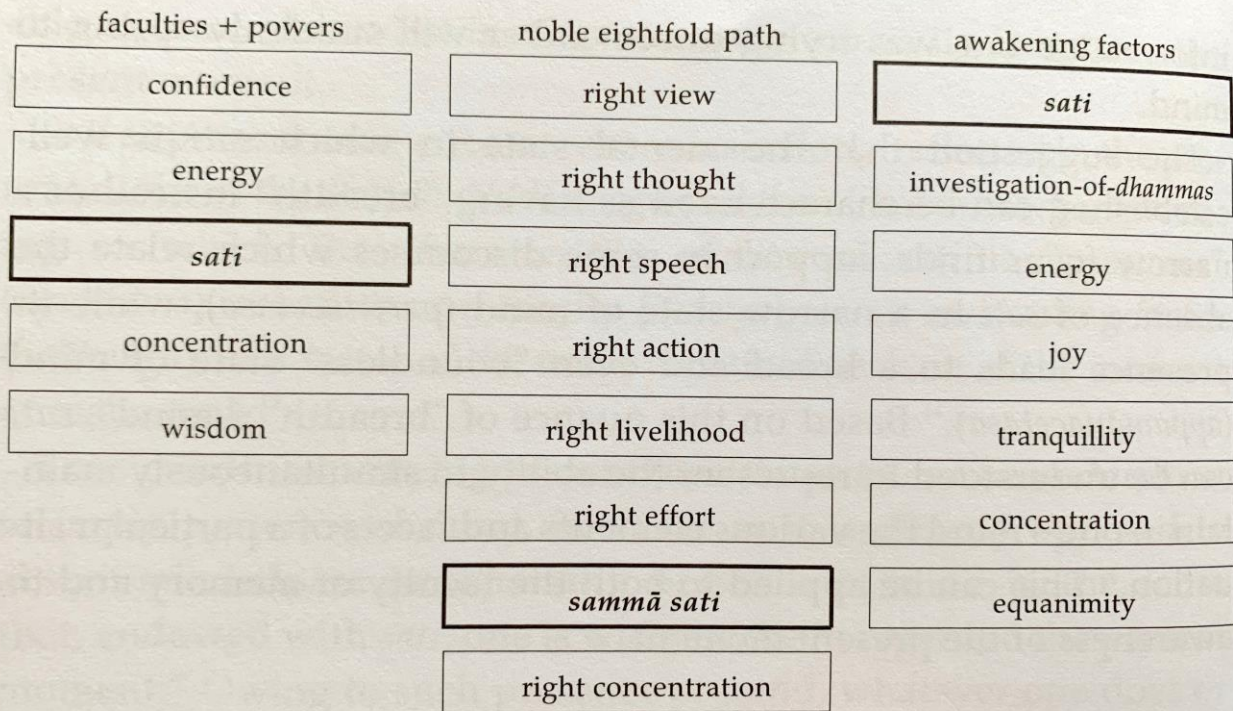 faculties + powers
confidence
energy
sati
concentration
wisdom
noble eightfold path
right view
right thought
right speech
right action
right livelihood
right effort
sammā sati
right concentration
awakening factors
sati
investigation-of-dhammas
energy
joy
tranquillity
concentration
equanimity